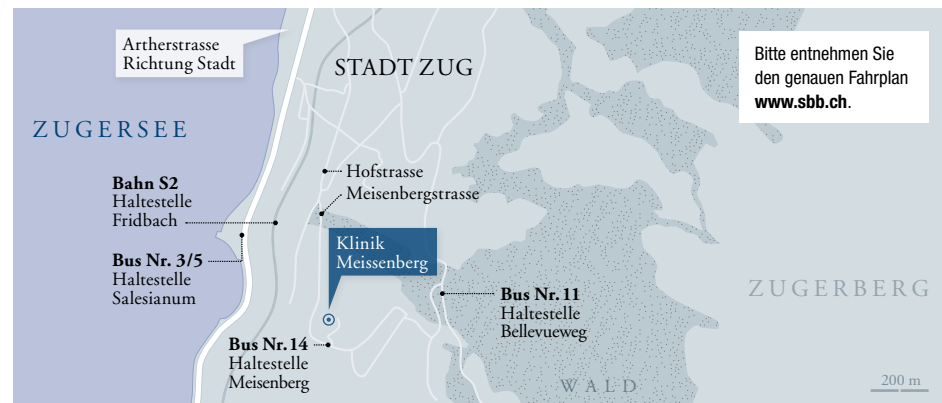 Artherstrasse
Richtung Stadt
STADT ZUG
Bitte entnehmen Sie
den genauen Fahrplan
www.sbb.ch.
ZUGERSEE
Hofstrasse
Meisenbergstrasse
Bahn S2
Haltestelle
Fridbach
Klinik
Meissenberg
Bus Nr. 3/5
Haltestelle
Salesianum
Bus Nr. 11
Haltestelle
Bellevueweg
ZUGERBERG
Bus Nr. 14
Haltestelle
Meisenberg
WALD
200 m